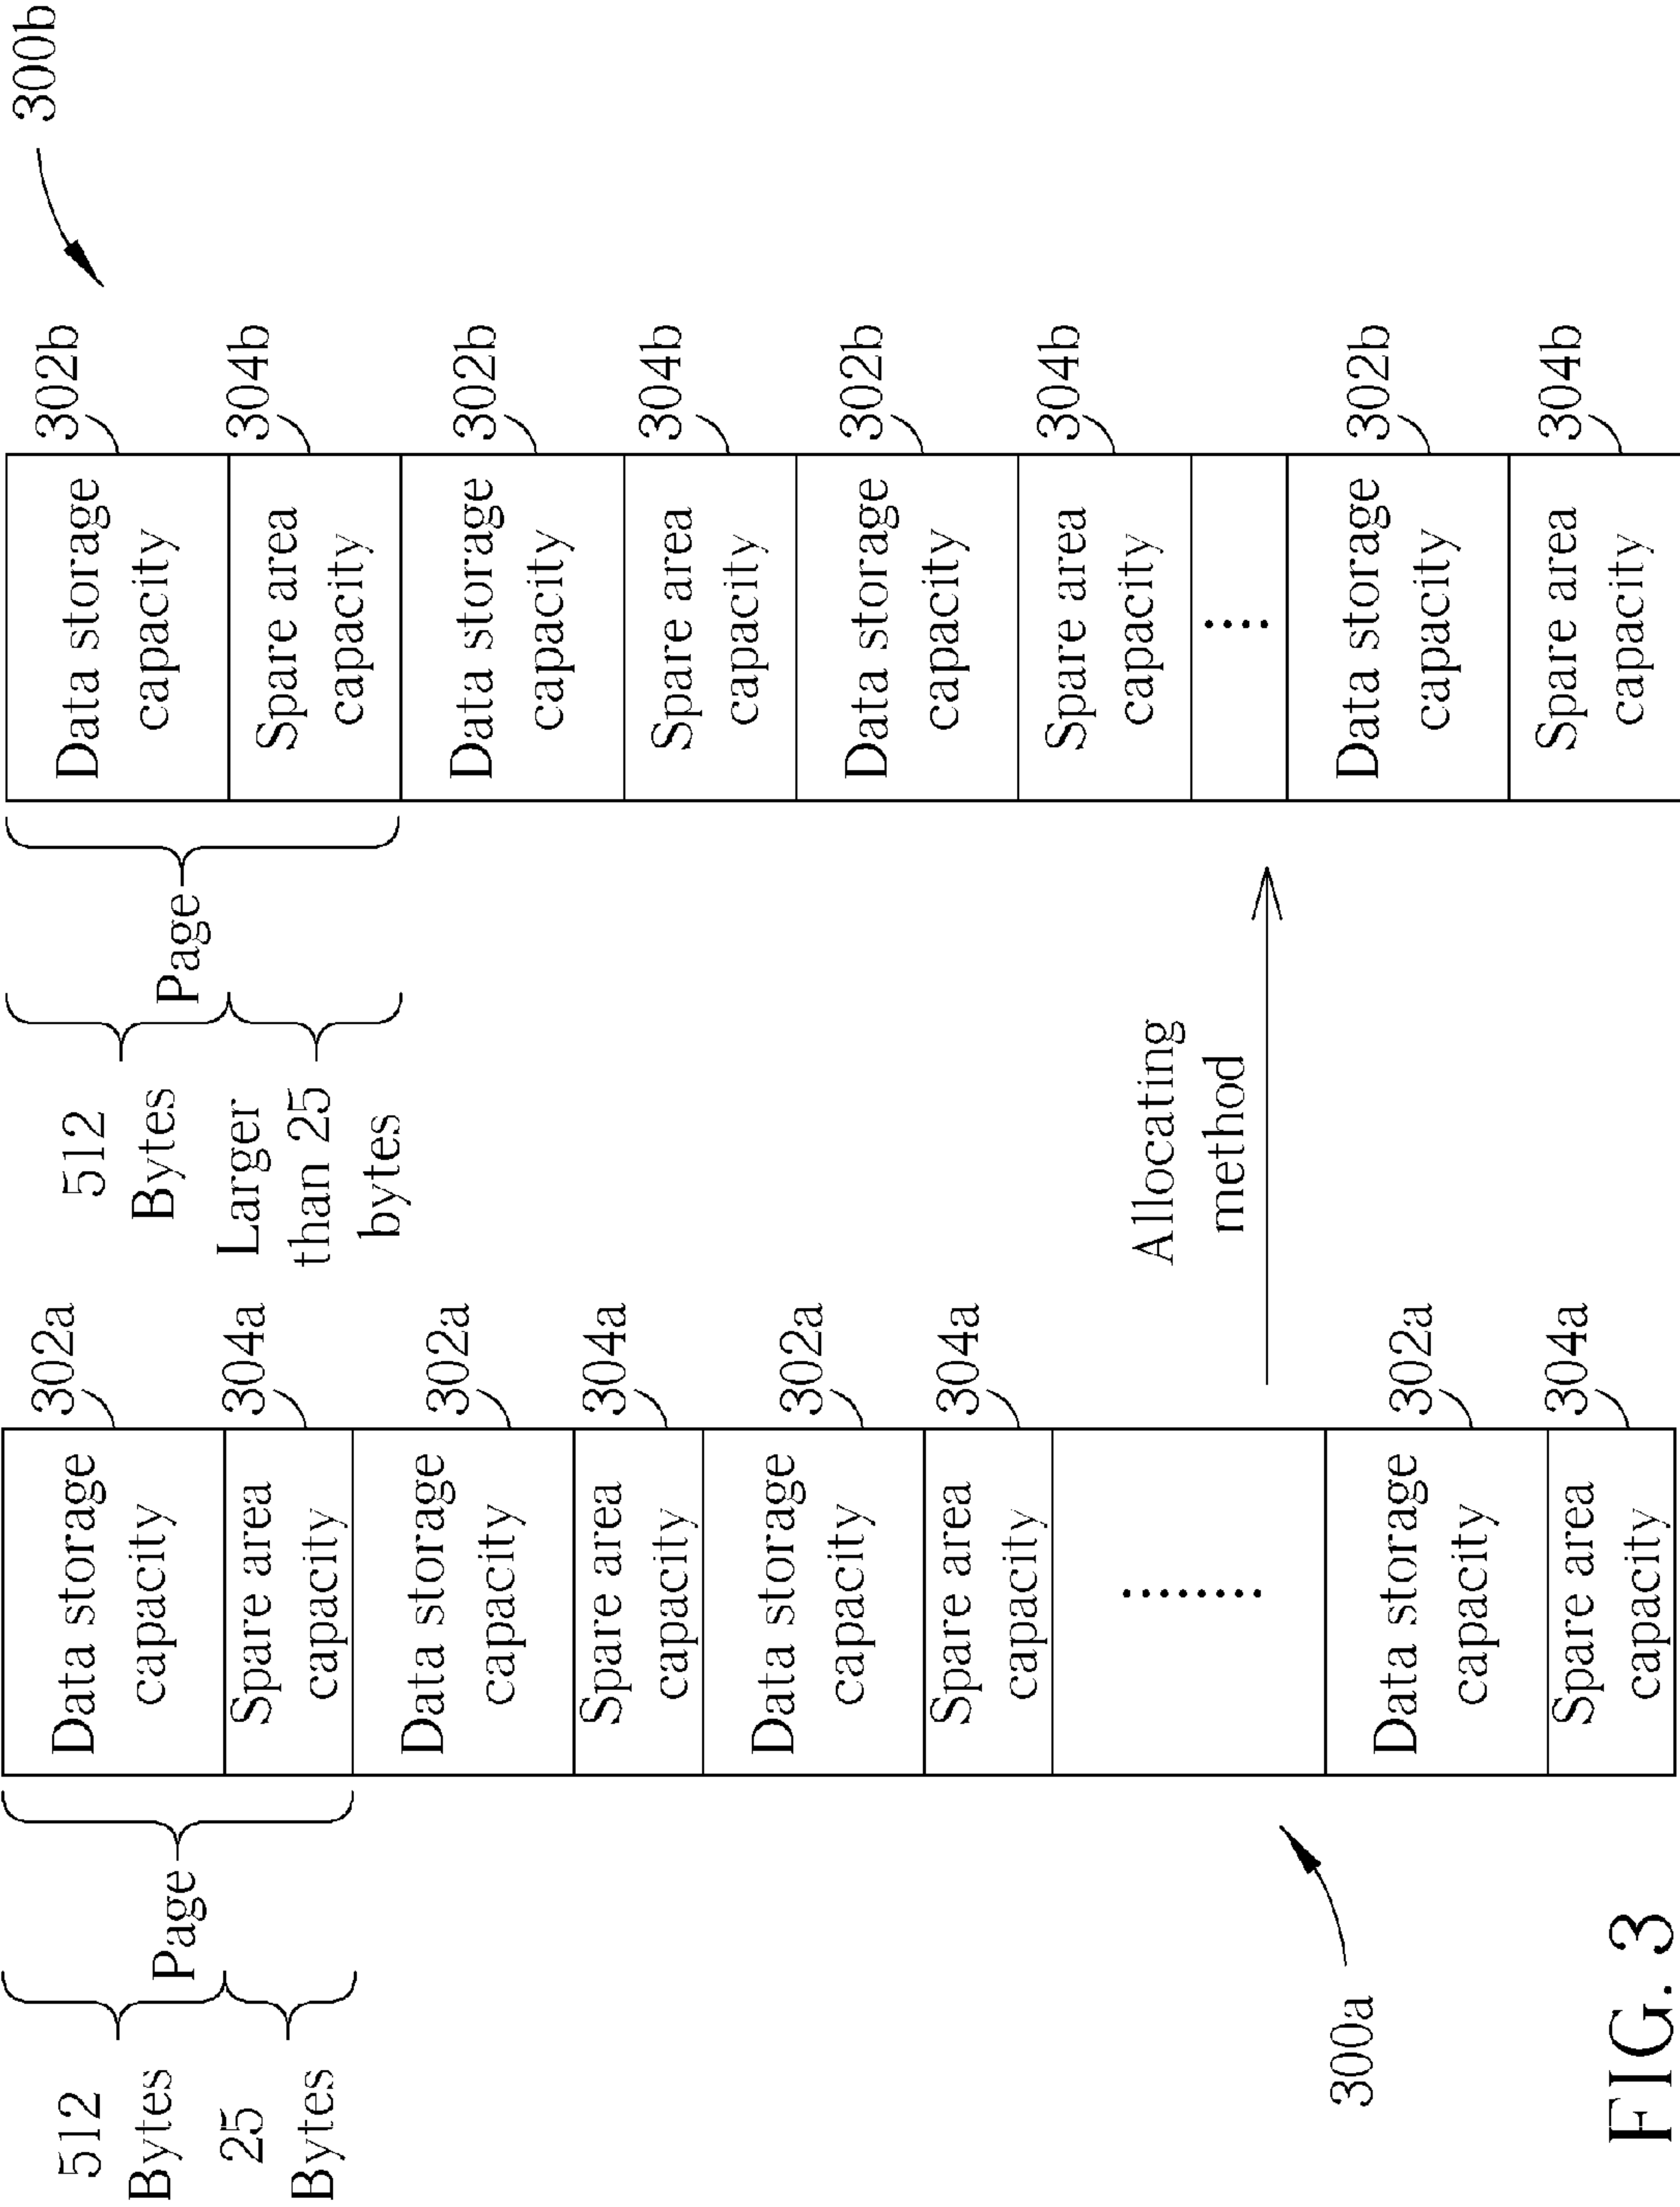 512
Bytes
25
Bytes
Page
Data storage
capacity
302a
Spare area
capacity
304a
Data storage
capacity
302a
Spare area
capacity
304a
Data storage
capacity
302a
Spare area
capacity
304a
Data storage
capacity
302a
Spare area
capacity
304a
300a
Allocating
method
512
Bytes
Larger
than 25
bytes
Page
Data storage
capacity
302b
Spare area
capacity
304b
Data storage
capacity
302b
Spare area
capacity
304b
Data storage
capacity
302b
Spare area
capacity
304b
Data storage
capacity
302b
Spare area
capacity
304b
300b
FIG. 3